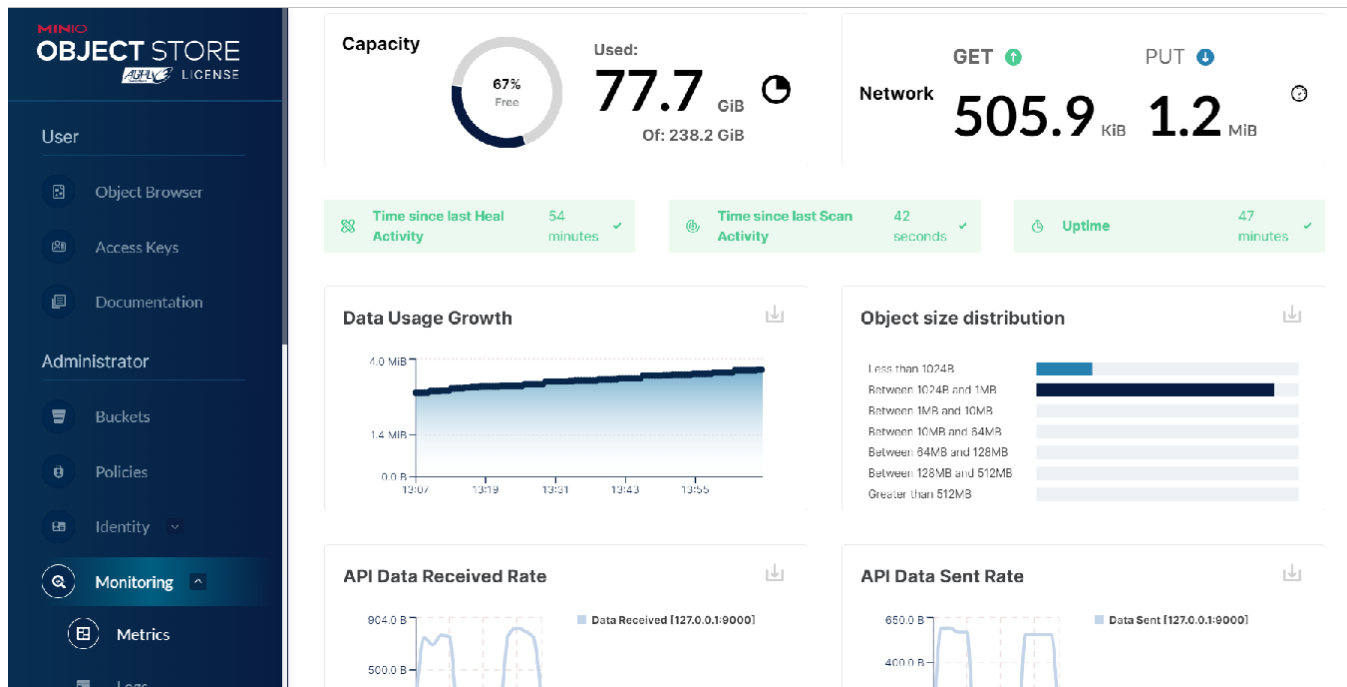 MINIO
OBJECT STORE
AGPLv3 LICENSE
User
Object Browser
Access Keys
Documentation
Administrator
Buckets
Policies
Identity
Monitoring
Metrics
Logs
Capacity
67%
Free
Used:
77.7 GiB
Of: 238.2 GiB
Network
GET
505.9 KiB
PUT
1.2 MiB
Time since last Heal
Activity
54
minutes
Time since last Scan
Activity
42
seconds
Uptime
47
minutes
Data Usage Growth
4.0 MiB
1.4 MiB
0.0 B
13:07 13:19 13:31 13:43 13:55
Object size distribution
Less than 1024B
Between 1024B and 1MB
Between 1MB and 10MB
Between 10MB and 64MB
Between 64MB and 128MB
Between 128MB and 512MB
Greater than 512MB
API Data Received Rate
904.0 B
500.0 B
Data Received [127.0.0.1:9000]
API Data Sent Rate
650.0 B
400.0 B
Data Sent [127.0.0.1:9000]